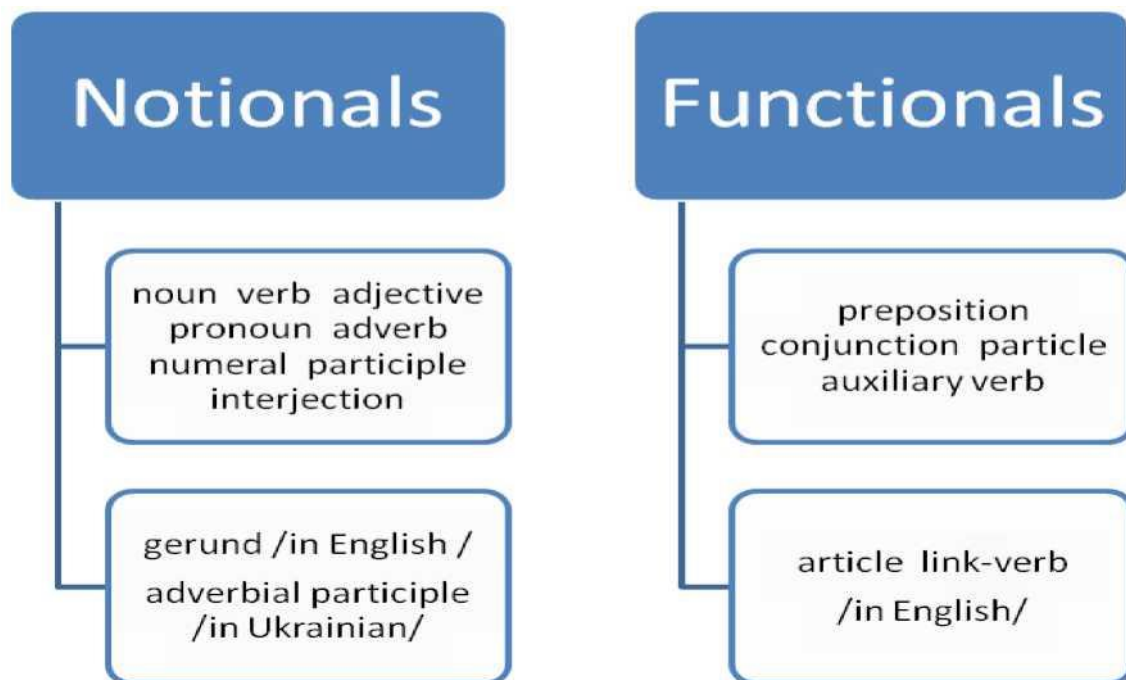 Notionals
noun verb adjective
pronoun adverb
numeral participle
interjection
gerund /in English /
adverbial participle
/in Ukrainian/
Functionals
preposition
conjunction particle
auxiliary verb
article link-verb
/in English/